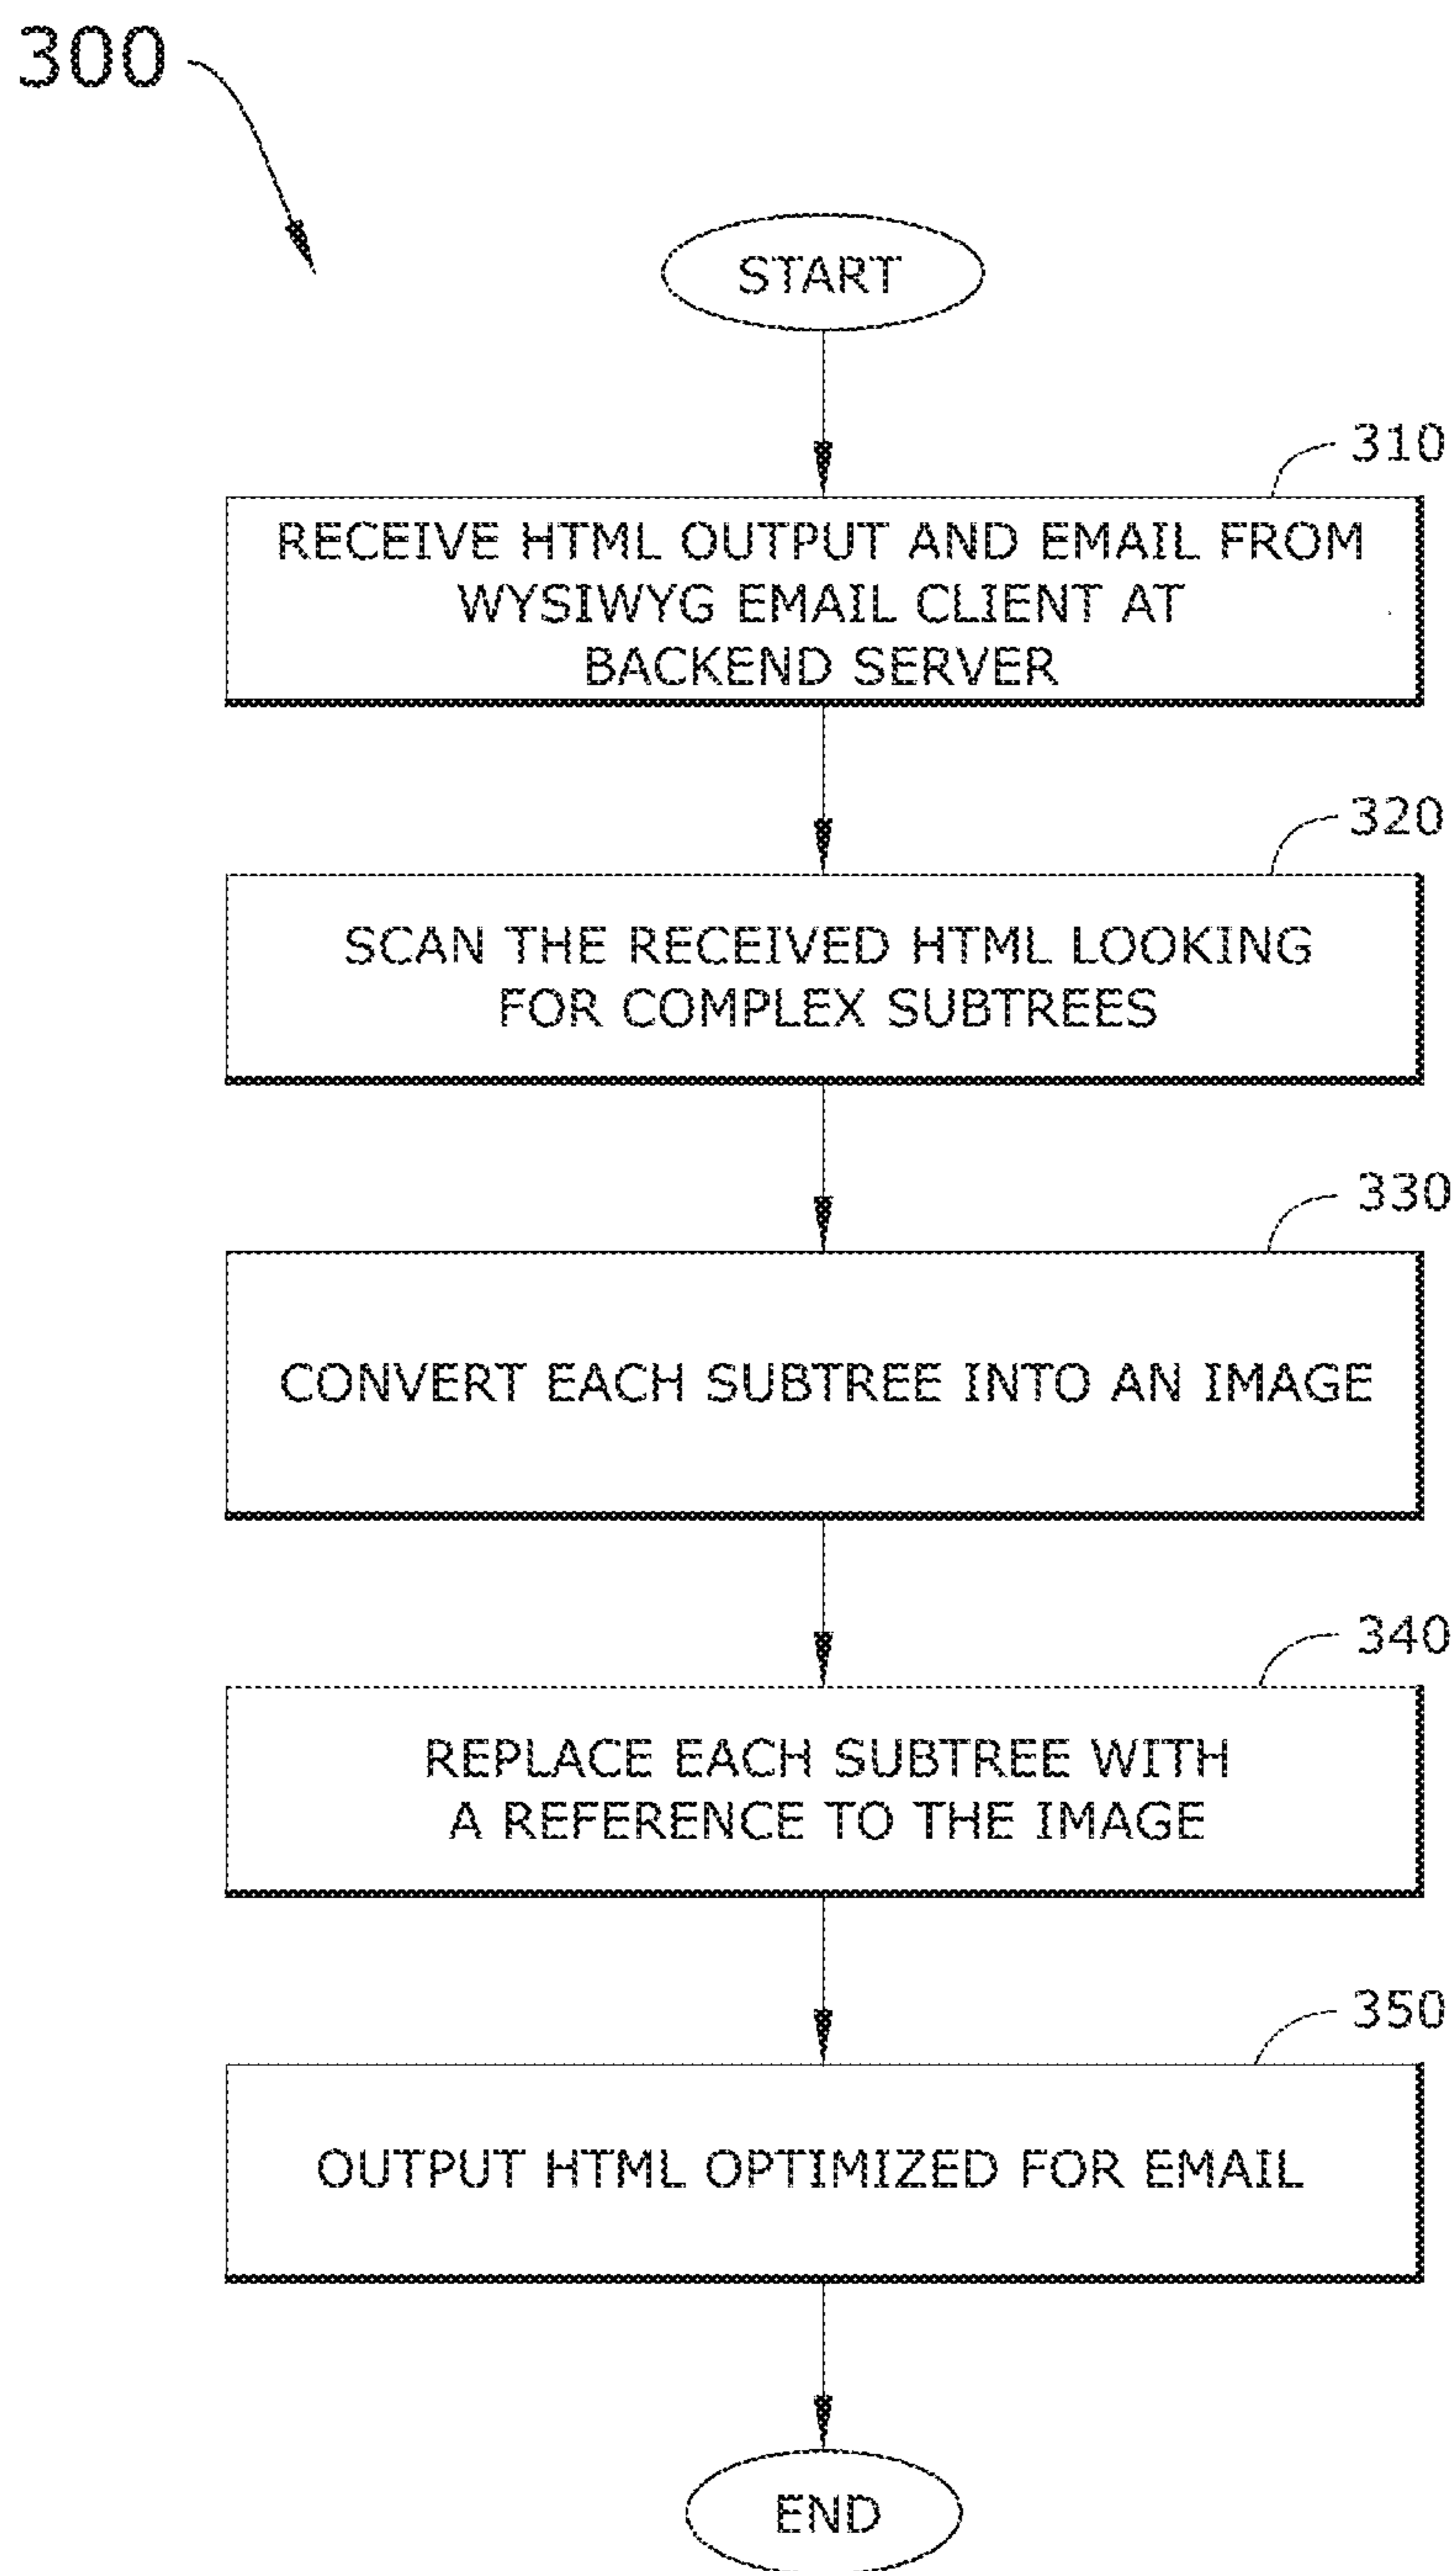 300
START
310
RECEIVE HTML OUTPUT AND EMAIL FROM
WYSIWYG EMAIL CLIENT AT
BACKEND SERVER
320
SCAN THE RECEIVED HTML LOOKING
FOR COMPLEX SUBTREES
330
CONVERT EACH SUBTREE INTO AN IMAGE
340
REPLACE EACH SUBTREE WITH
A REFERENCE TO THE IMAGE
350
OUTPUT HTML OPTIMIZED FOR EMAIL
END